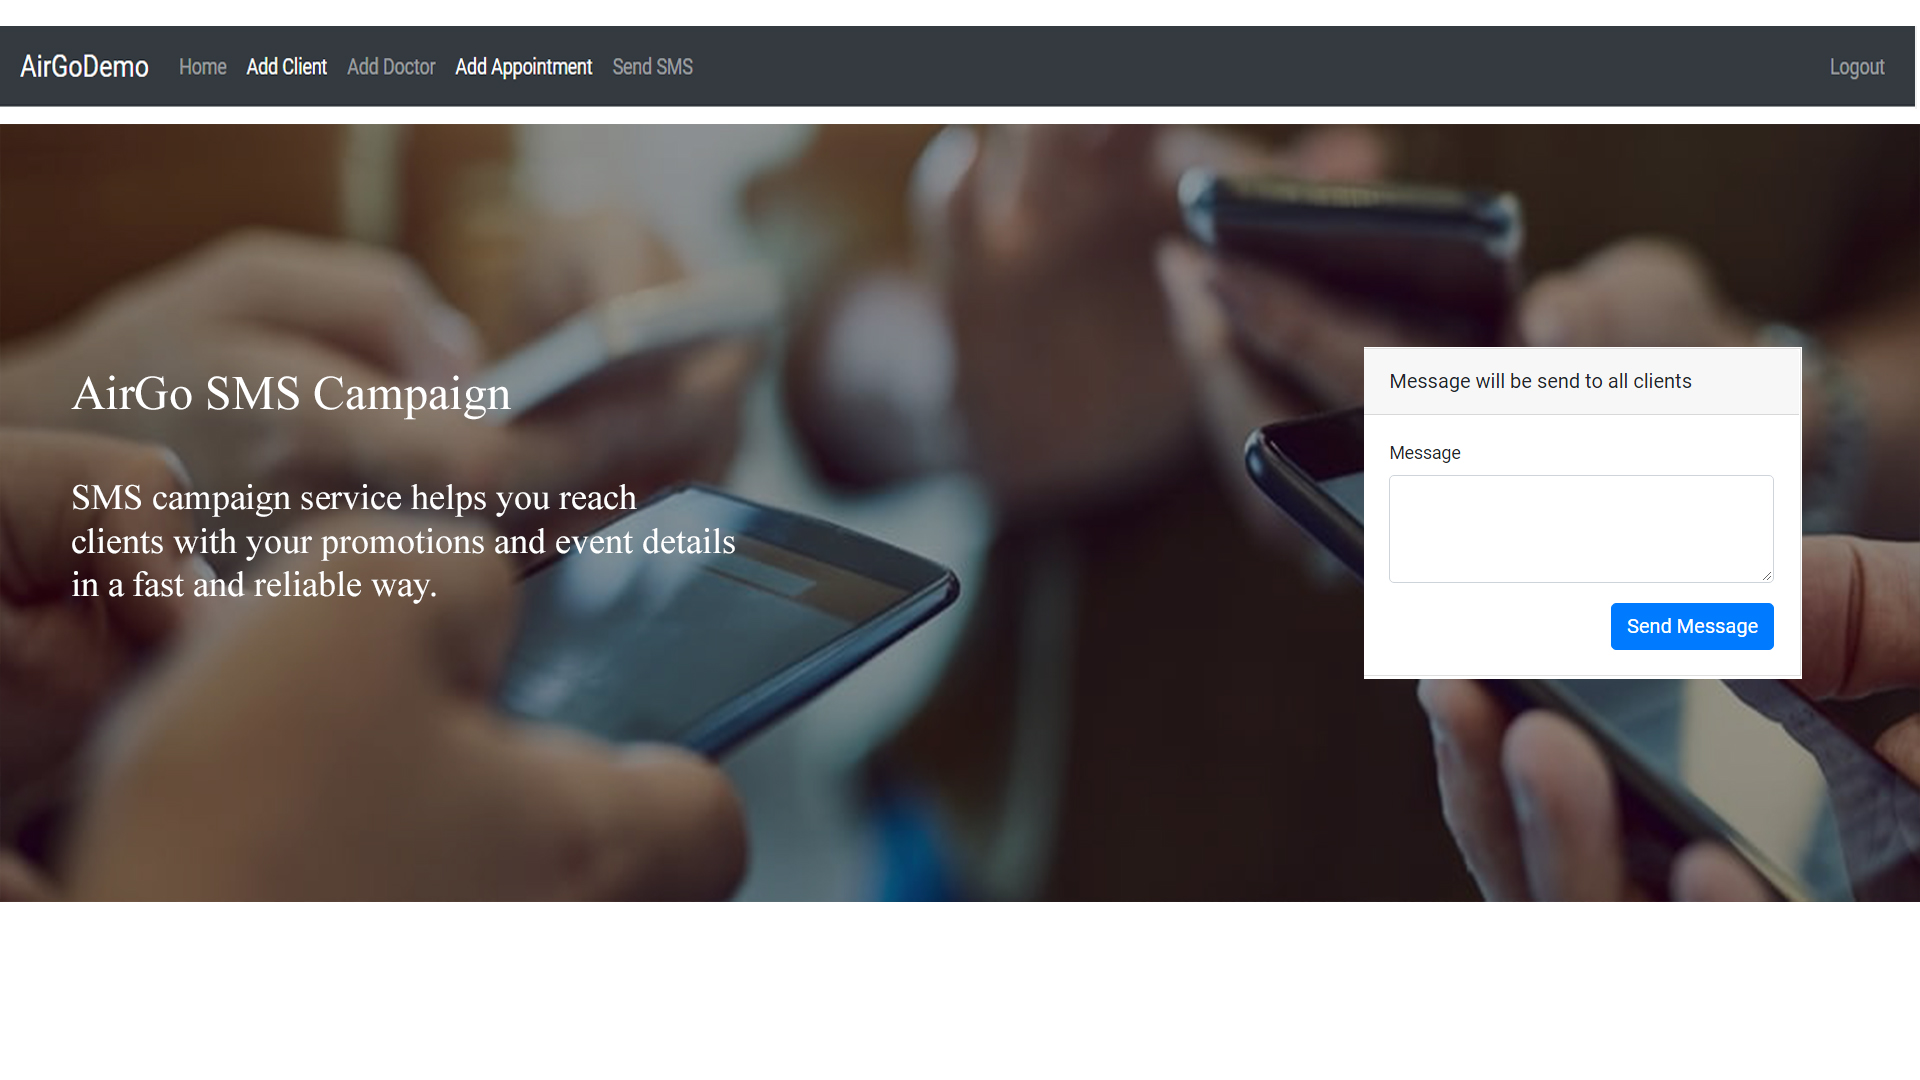 AirGoDemo Home Add Client Add Doctor Add Appointment Send SMS Logout
AirGo SMS Campaign
SMS campaign service helps you reach
clients with your promotions and event details
in a fast and reliable way.
Message will be send to all clients
Message
Send Message